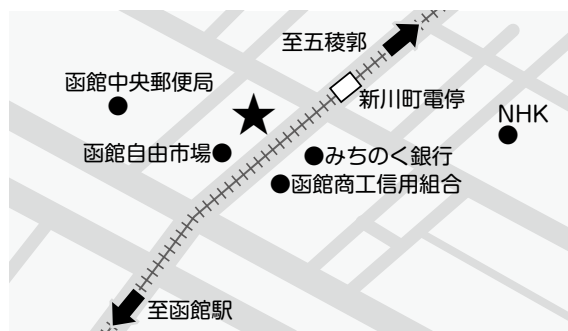 至五稜郭
函館中央郵便局
新川町電停
NHK
函館自由市場
みちのく銀行
函館商工信用組合
至函館駅